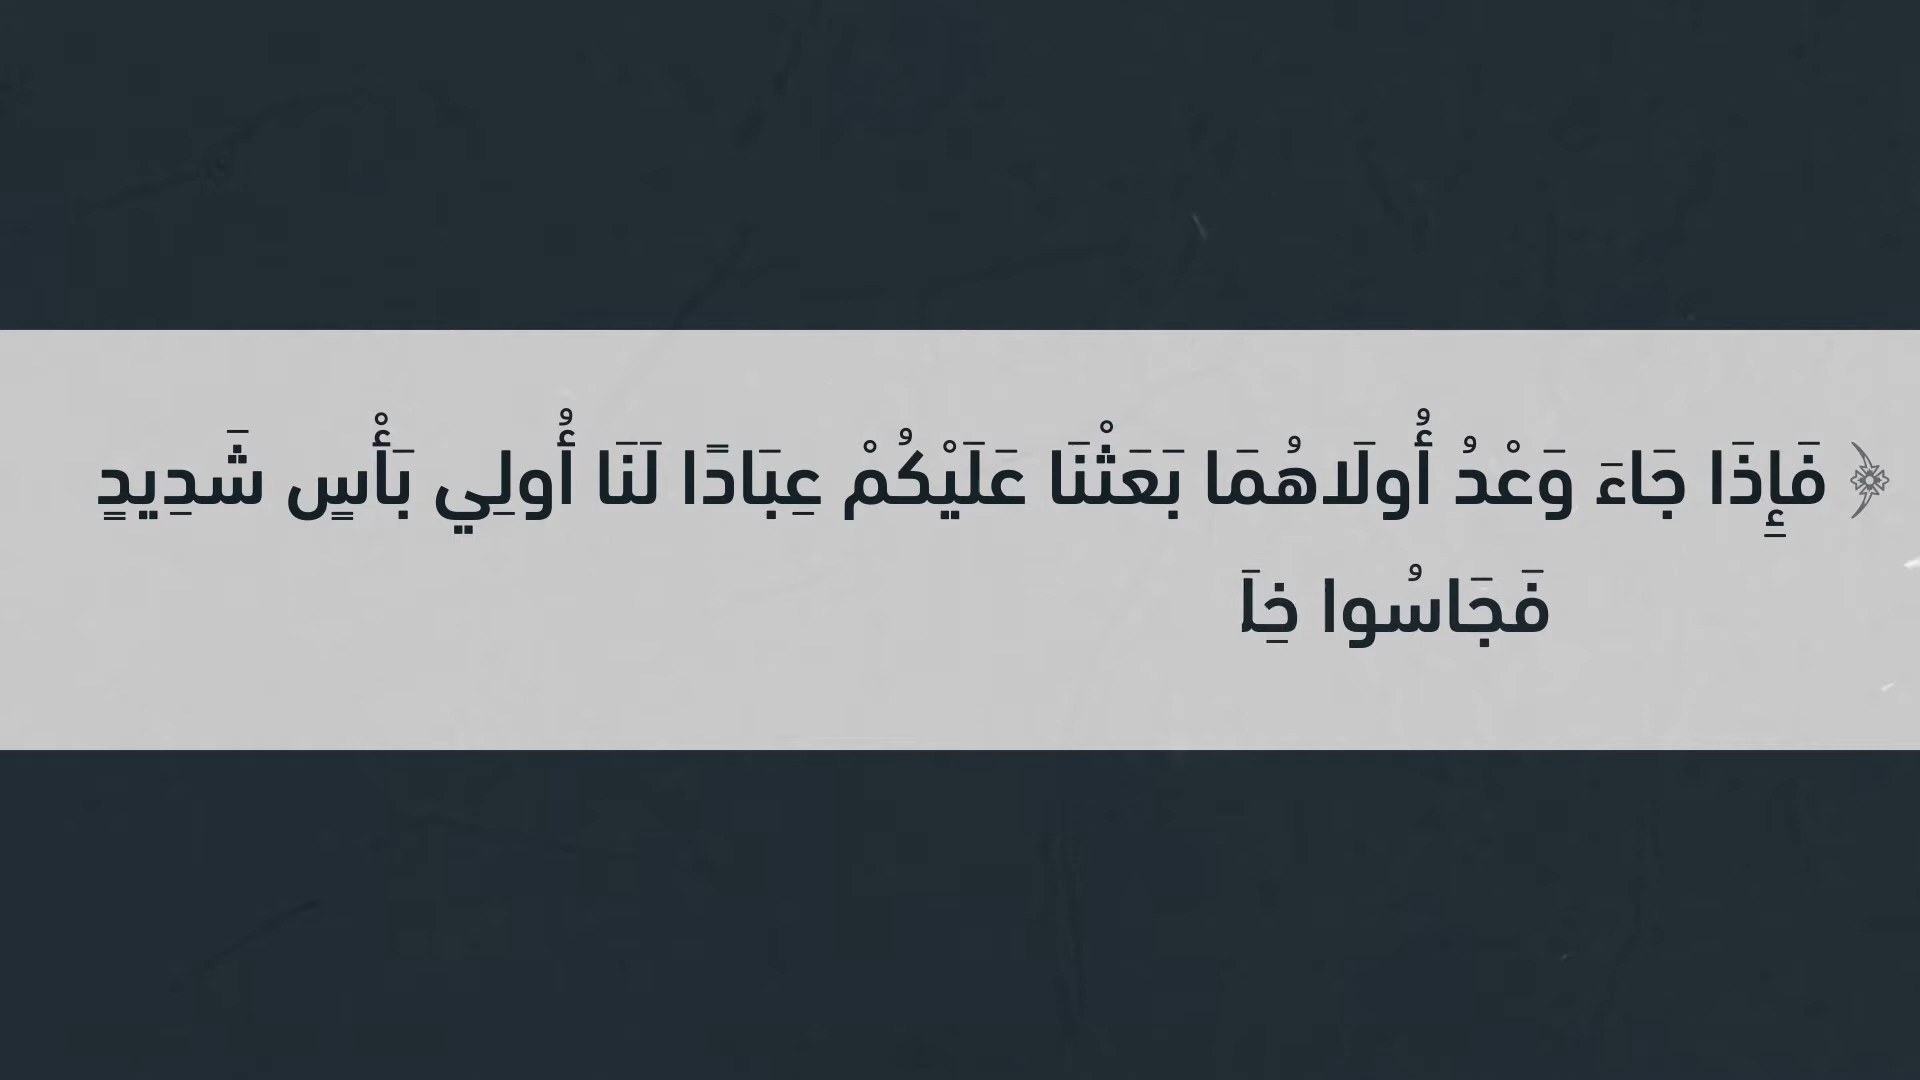 ﴿ فَإِذَا جَاءَ وَعْدُ أُولَاهُمَا بَعَثْنَا عَلَيْكُمْ عِبَادًا لَنَا أُولِي بَأْسٍ شَدِيدٍ
فَجَاسُوا خِلَ